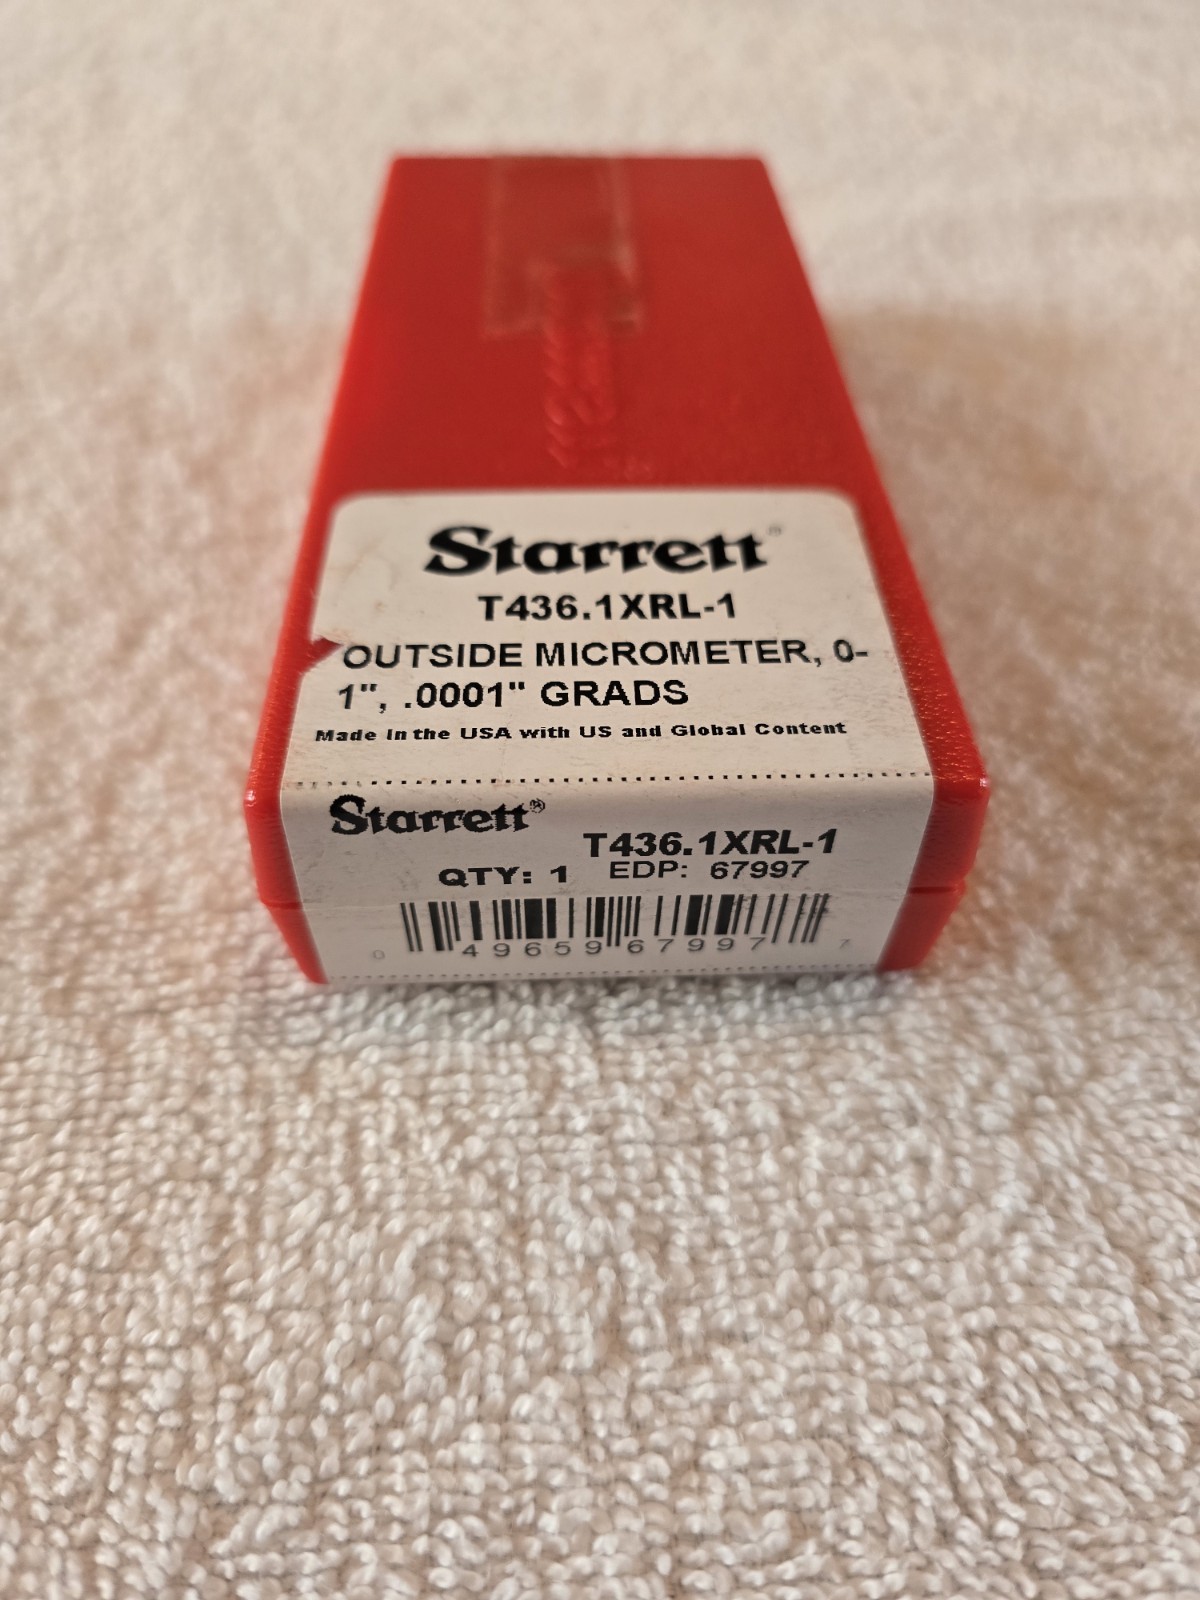 Starrett®
T436.1XRL-1
OUTSIDE MICROMETER, 0-
1", .0001" GRADS
Made in the USA with US and Global Content
Starrett®
T436.1XRL-1
QTY: 1 EDP: 67997
0 49659 67997 7